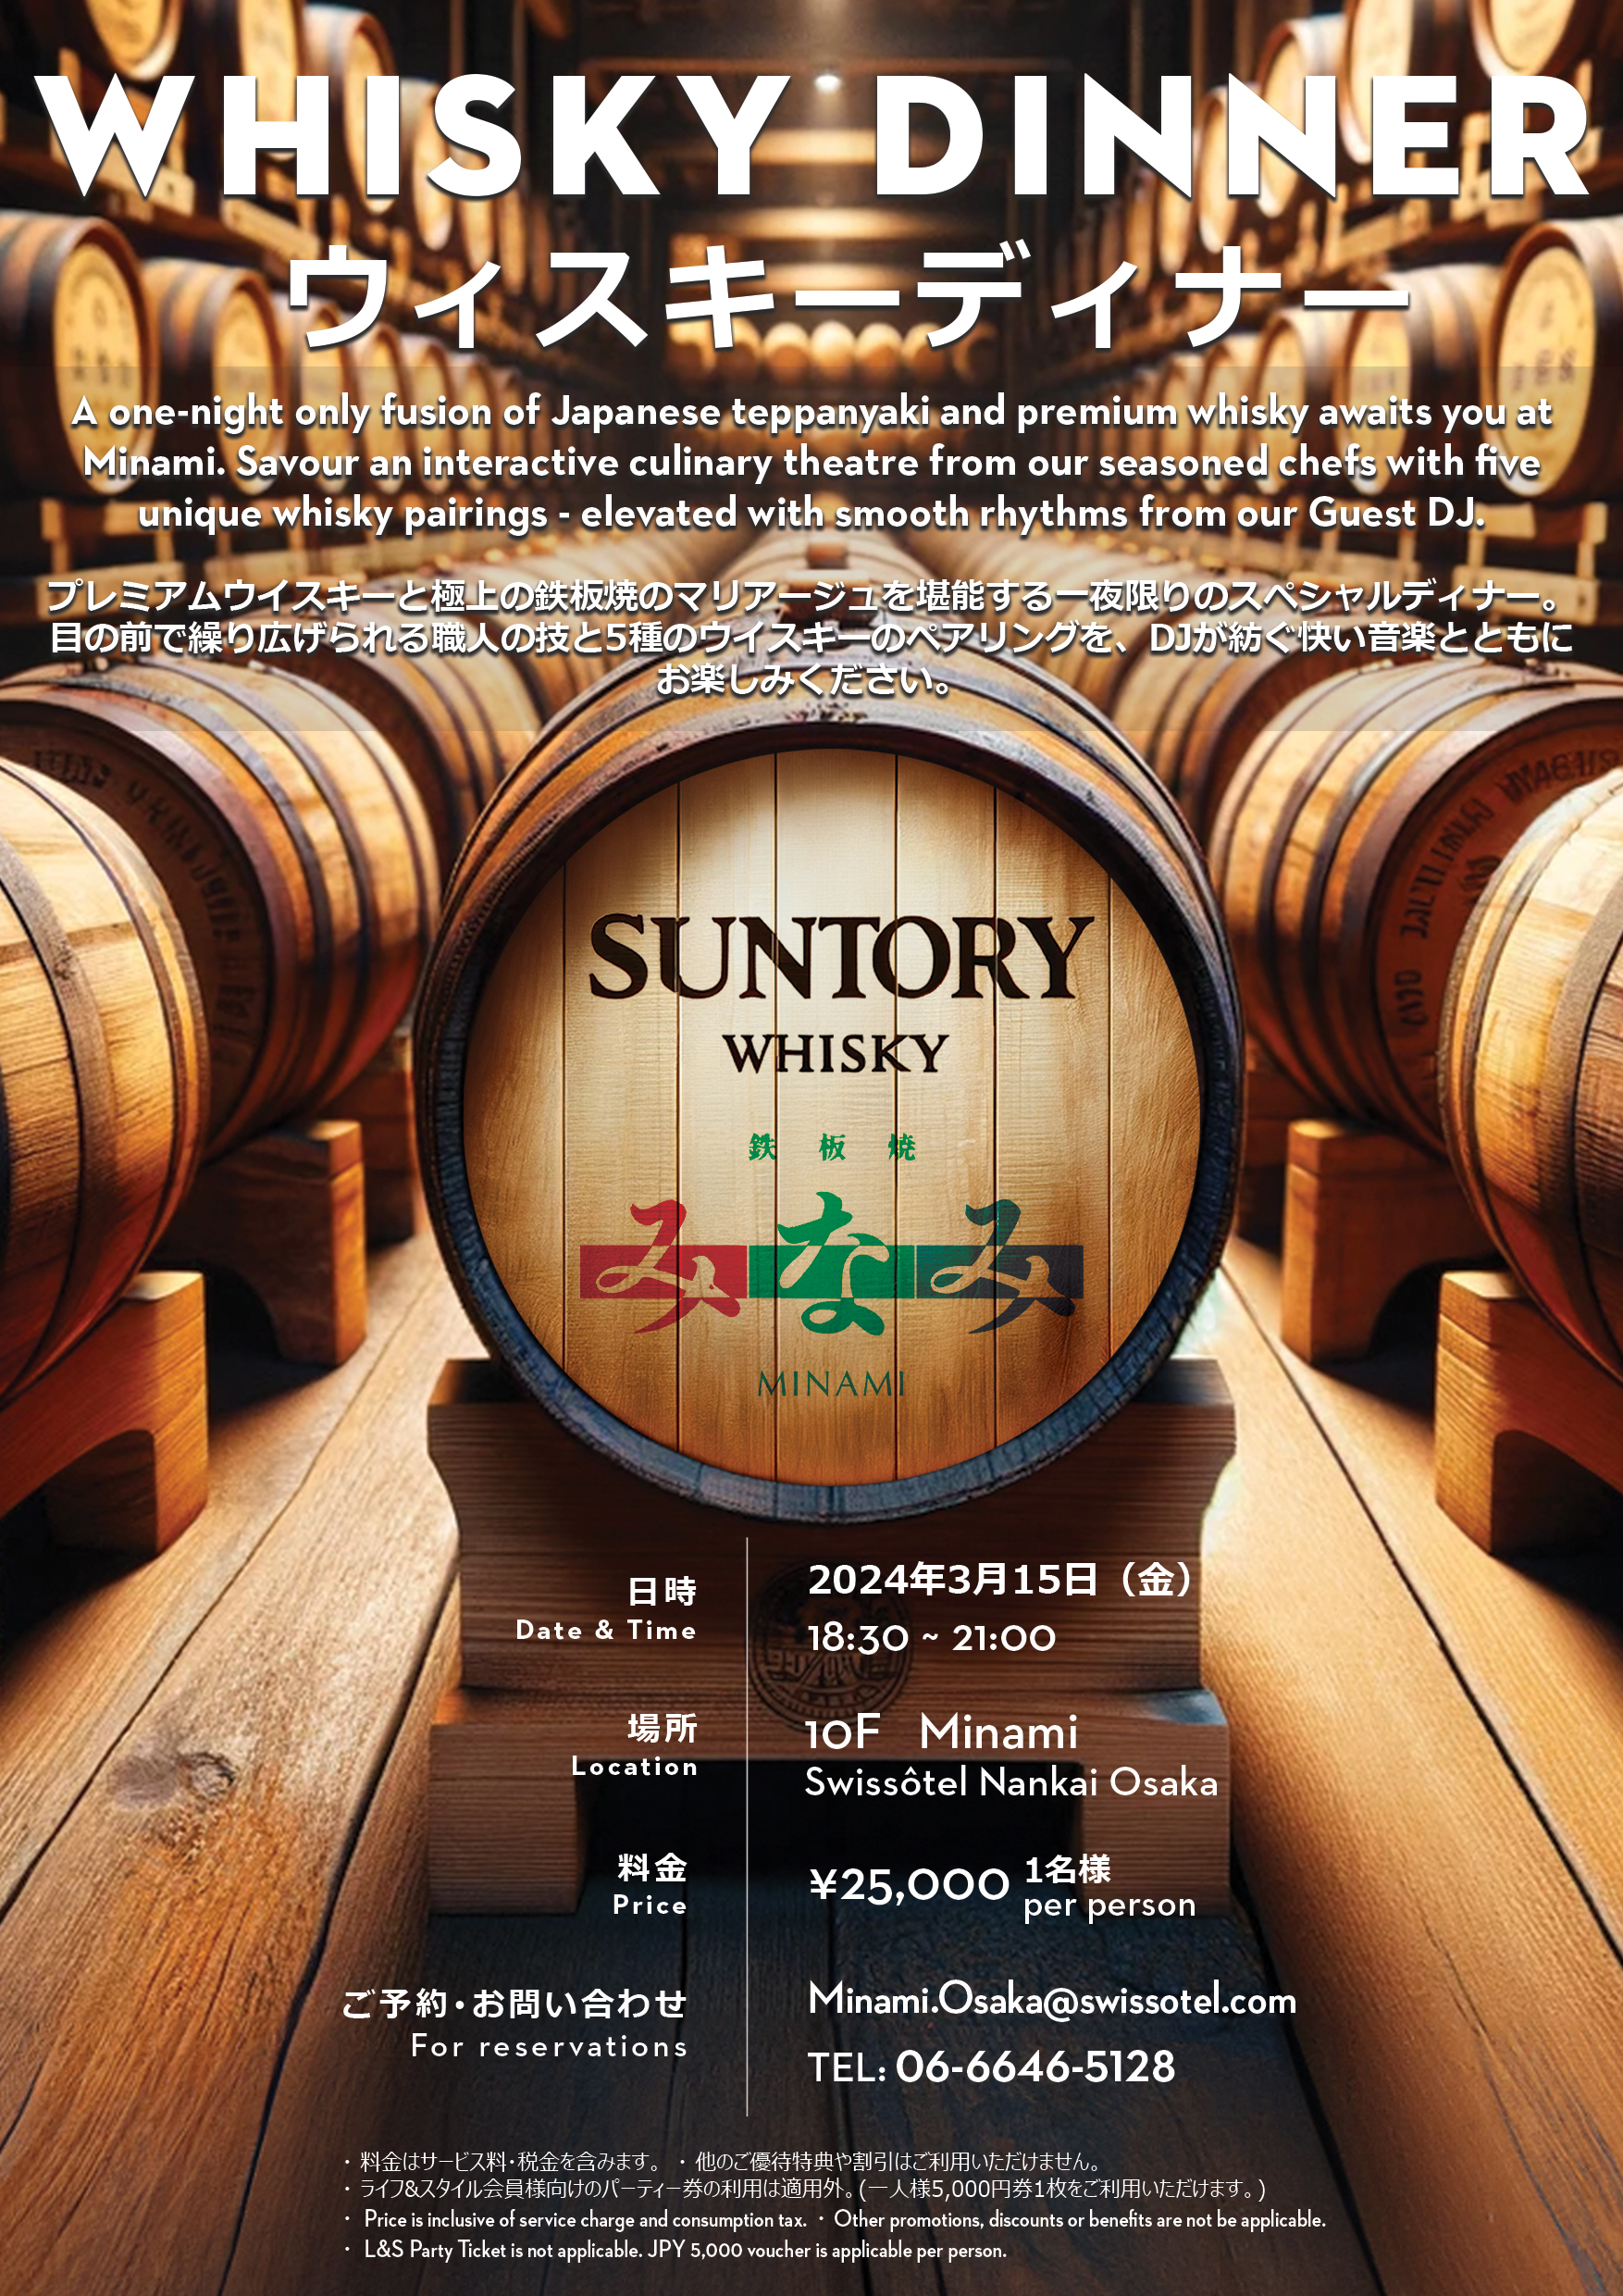 WHISKY DINNER
ウィスキーディナー
A one-night only fusion of Japanese teppanyaki and premium whisky awaits you at
Minami. Savour an interactive culinary theatre from our seasoned chefs with five
unique whisky pairings - elevated with smooth rhythms from our Guest DJ.
プレミアムウイスキーと極上の鉄板焼のマリアージュを堪能する一夜限りのスペシャルディナー。
目の前で繰り広げられる職人の技と5種のウイスキーのペアリングを、DJが紡ぐ快い音楽とともに
お楽しみください。
SUNTORY
WHISKY
鉄 板 焼
みなみ
MINAMI
日時
Date & Time
2024年3月15日（金）
18:30 ~ 21:00
場所
Location
10F Minami
Swissôtel Nankai Osaka
料金
Price
¥25,000 1名様
per person
ご予約・お問い合わせ
For reservations
Minami.Osaka@swissotel.com
TEL: 06-6646-5128
・ 料金はサービス料・税金を含みます。 ・ 他のご優待特典や割引はご利用いただけません。
・ ライフ&スタイル会員様向けのパーティー券の利用は適用外。(一人様5,000円券1枚をご利用いただけます。)
・ Price is inclusive of service charge and consumption tax. ・ Other promotions, discounts or benefits are not be applicable.
・ L&S Party Ticket is not applicable. JPY 5,000 voucher is applicable per person.